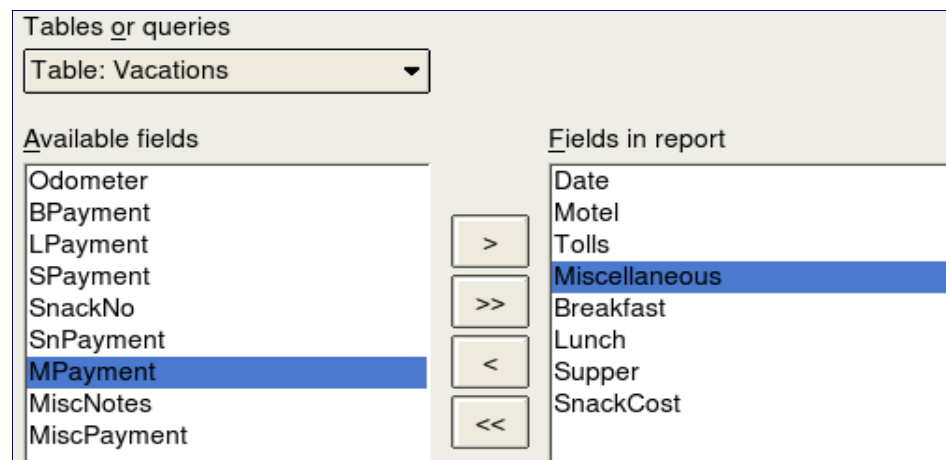 Tables or queries
Table: Vacations
Available fields
Odometer
BPayment
LPayment
SPayment
SnackNo
SnPayment
MPayment
MiscNotes
MiscPayment
>
>>
<
<<
Fields in report
Date
Motel
Tolls
Miscellaneous
Breakfast
Lunch
Supper
SnackCost